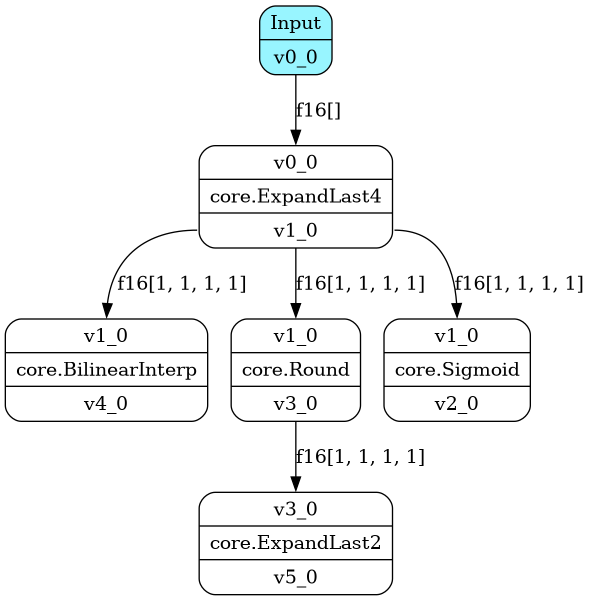 Input
v0_0
f16[]
v0_0
core.ExpandLast4
v1_0
f16[1, 1, 1, 1]
f16[1, 1, 1, 1]
f16[1, 1, 1, 1]
v1_0
core.BilinearInterp
v4_0
v1_0
core.Round
v3_0
v1_0
core.Sigmoid
v2_0
f16[1, 1, 1, 1]
v3_0
core.ExpandLast2
v5_0